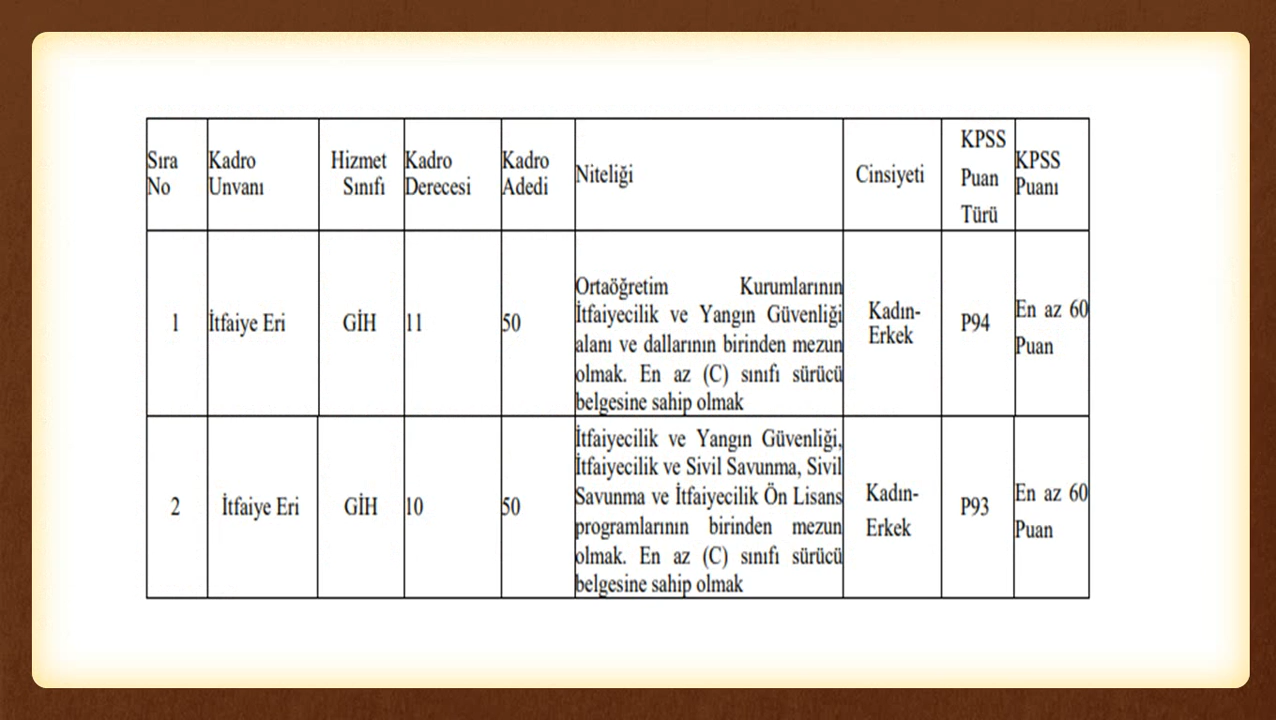 Sıra No | Kadro Unvanı | Hizmet Sınıfı | Kadro Derecesi | Kadro Adedi | Niteliği | Cinsiyeti | KPSS Puan Türü | KPSS Puanı
1 | İtfaiye Eri | GİH | 11 | 50 | Ortaöğretim Kurumlarının
İtfaiyecilik ve Yangın Güvenliği
alanı ve dallarının birinden mezun
olmak. En az (C) sınıfı sürücü
belgesine sahip olmak | Kadın-
Erkek | P94 | En az 60
Puan
2 | İtfaiye Eri | GİH | 10 | 50 | İtfaiyecilik ve Yangın Güvenliği,
İtfaiyecilik ve Sivil Savunma, Sivil
Savunma ve İtfaiyecilik Ön Lisans
programlarının birinden mezun
olmak. En az (C) sınıfı sürücü
belgesine sahip olmak | Kadın-
Erkek | P93 | En az 60
Puan